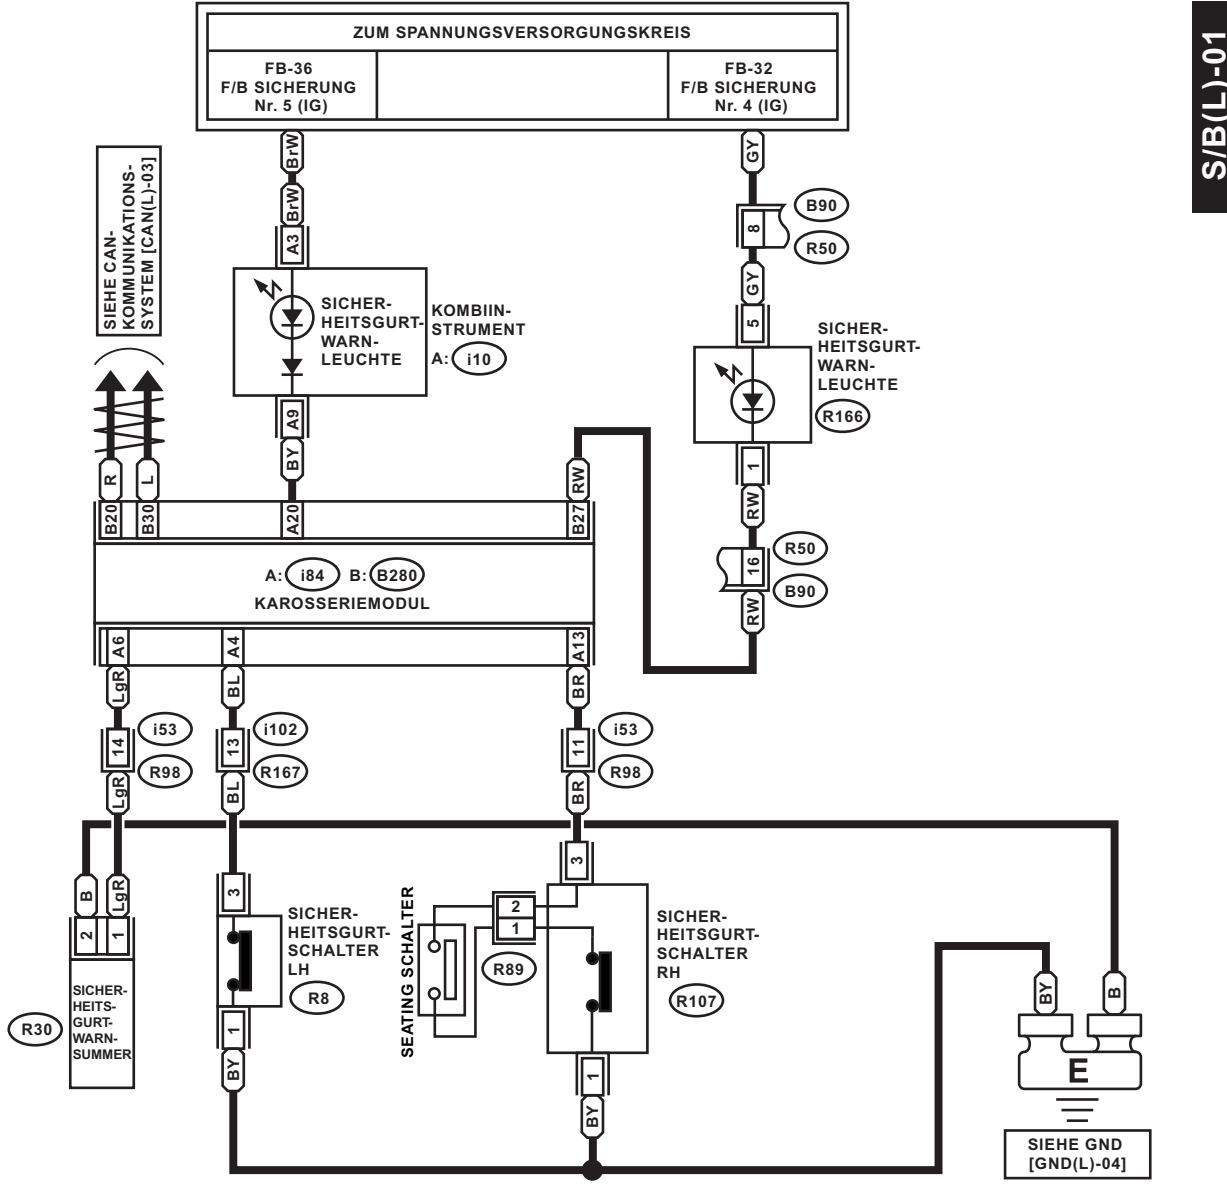 S/B(L)-01
ZUM SPANNUNGSVERSORGUNGSKREIS
FB-36
F/B SICHERUNG
Nr. 5 (IG)
FB-32
F/B SICHERUNG
Nr. 4 (IG)
BrW
BrW
A3
GY
8
B90
R50
GY
5
SIEHE CAN-
KOMMUNIKATIONS-
SYSTEM [CAN(L)-03]
SICHER-
HEITSGURT-
WARN-
LEUCHTE
KOMBIIN-
STRUMENT
A: i10
SICHER-
HEITSGURT-
WARN-
LEUCHTE
R166
A9
BY
R
L
RW
1
RW
B20
B30
A20
B27
16
R50
B90
RW
A: i84 B: B280
KAROSSERIEMODUL
A6
A4
A13
LgR
BL
BR
14
i53
R98
13
i102
R167
11
i53
R98
LgR
BL
BR
B
LgR
2
1
3
3
SICHER-
HEITSGURT-
SCHALTER
LH
R8
SEATING SCHALTER
2
1
R89
SICHER-
HEITSGURT-
SCHALTER
RH
R107
R30
SICHER-
HEITS-
GURT-
WARN-
SUMMER
1
BY
1
BY
BY
B
E
SIEHE GND
[GND(L)-04]